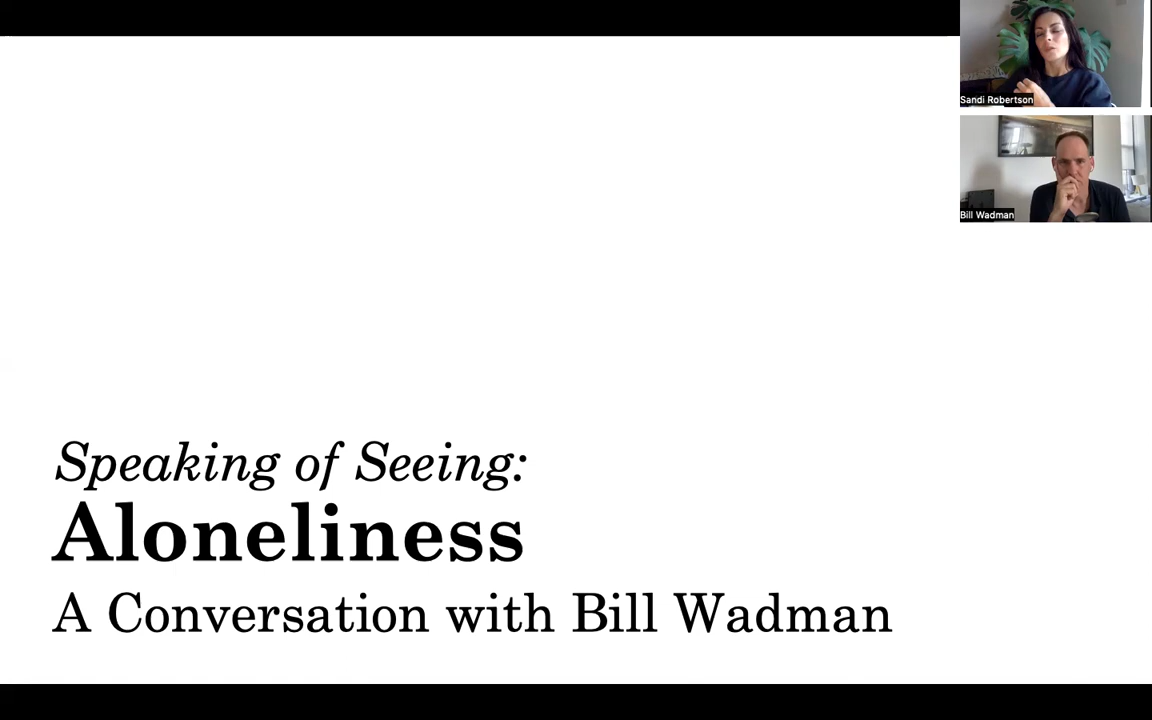 Speaking of Seeing:
Aloneliness
A Conversation with Bill Wadman
Sandi Robertson
Bill Wadman